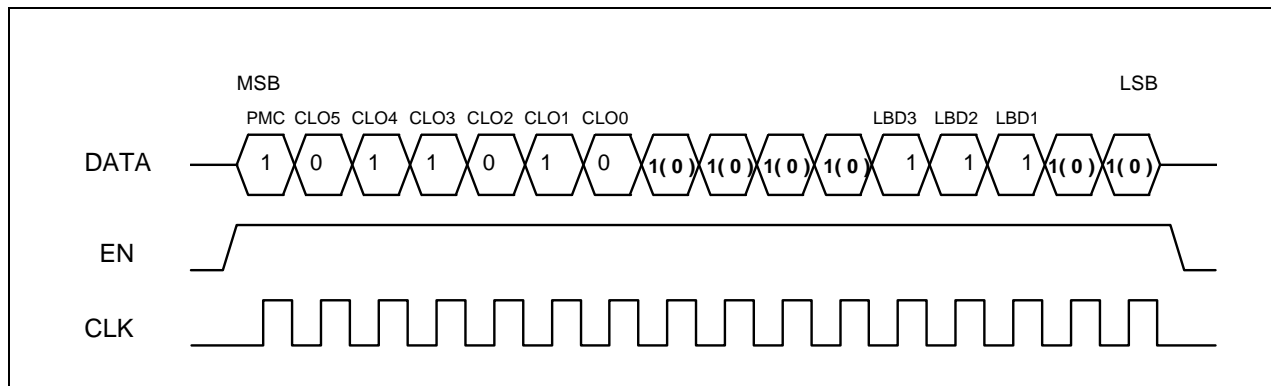 MSB LSB
PMC CLO5 CLO4 CLO3 CLO2 CLO1 CLO0 LBD3 LBD2 LBD1
DATA 1 0 1 1 0 1 0 1( 0 ) 1( 0 ) 1( 0 ) 1( 0 ) 1 1 1 1( 0 ) 1( 0 )
EN
CLK